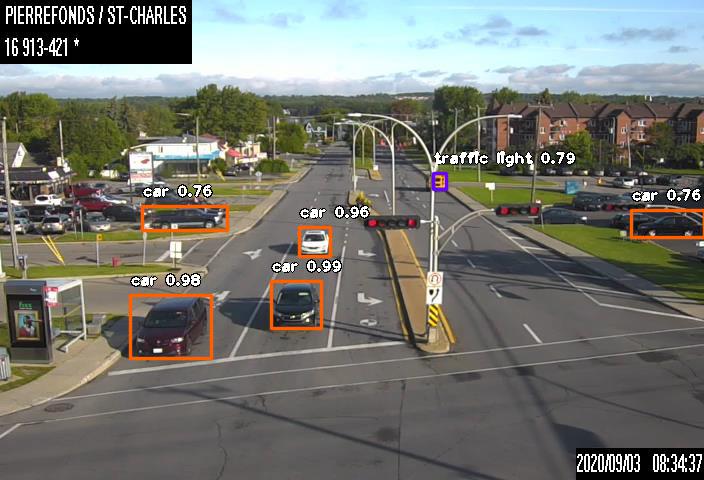 PIERREFONDS / ST-CHARLES
16 913-421 *
traffic light 0.79
car 0.76
car 0.76
car 0.96
car 0.99
car 0.98
2020/09/03 08:34:37